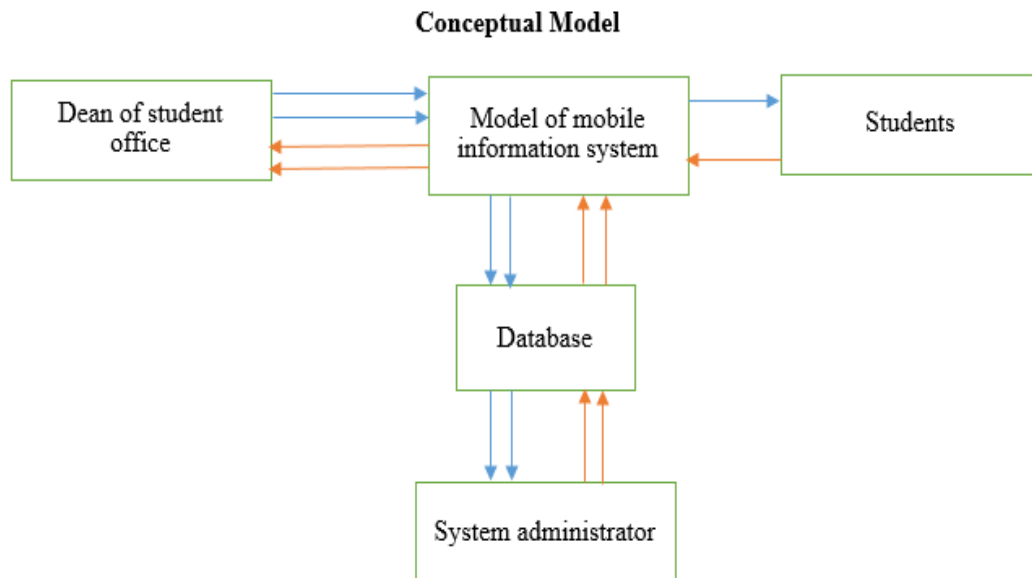 Conceptual Model
Dean of student
office
Model of mobile
information system
Students
Database
System administrator